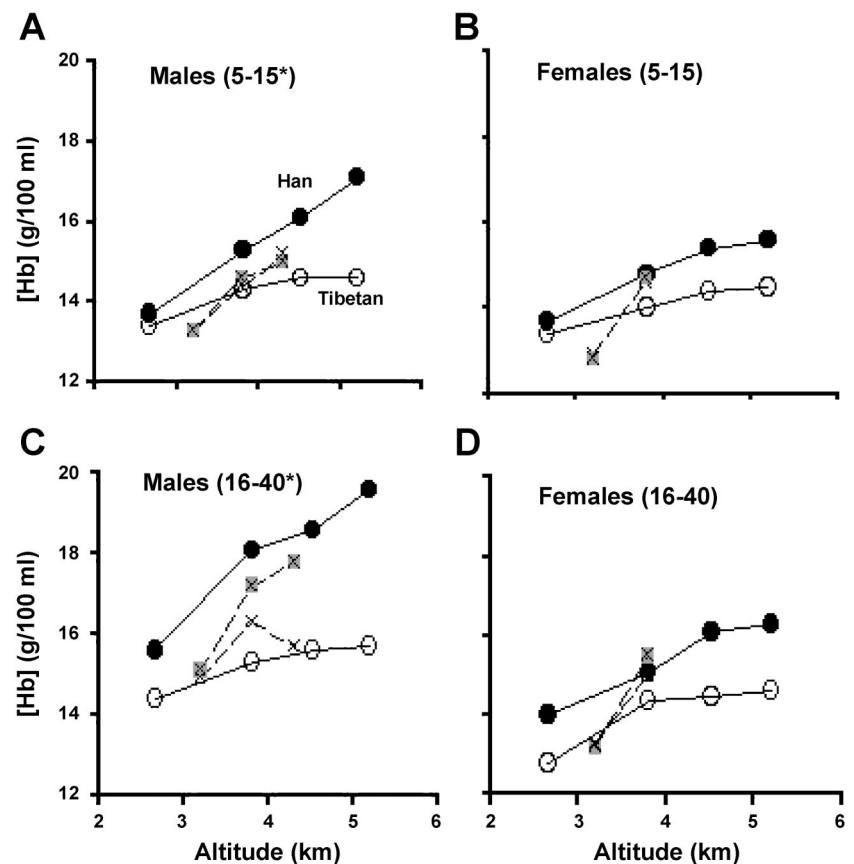 A
B
Males (5-15*)
Females (5-15)
20
18
16
14
12
[Hb] (g/100 ml)
Han
Tibetan
C
D
Males (16-40*)
Females (16-40)
20
18
16
14
12
[Hb] (g/100 ml)
2 3 4 5 6
2 3 4 5 6
Altitude (km)
Altitude (km)